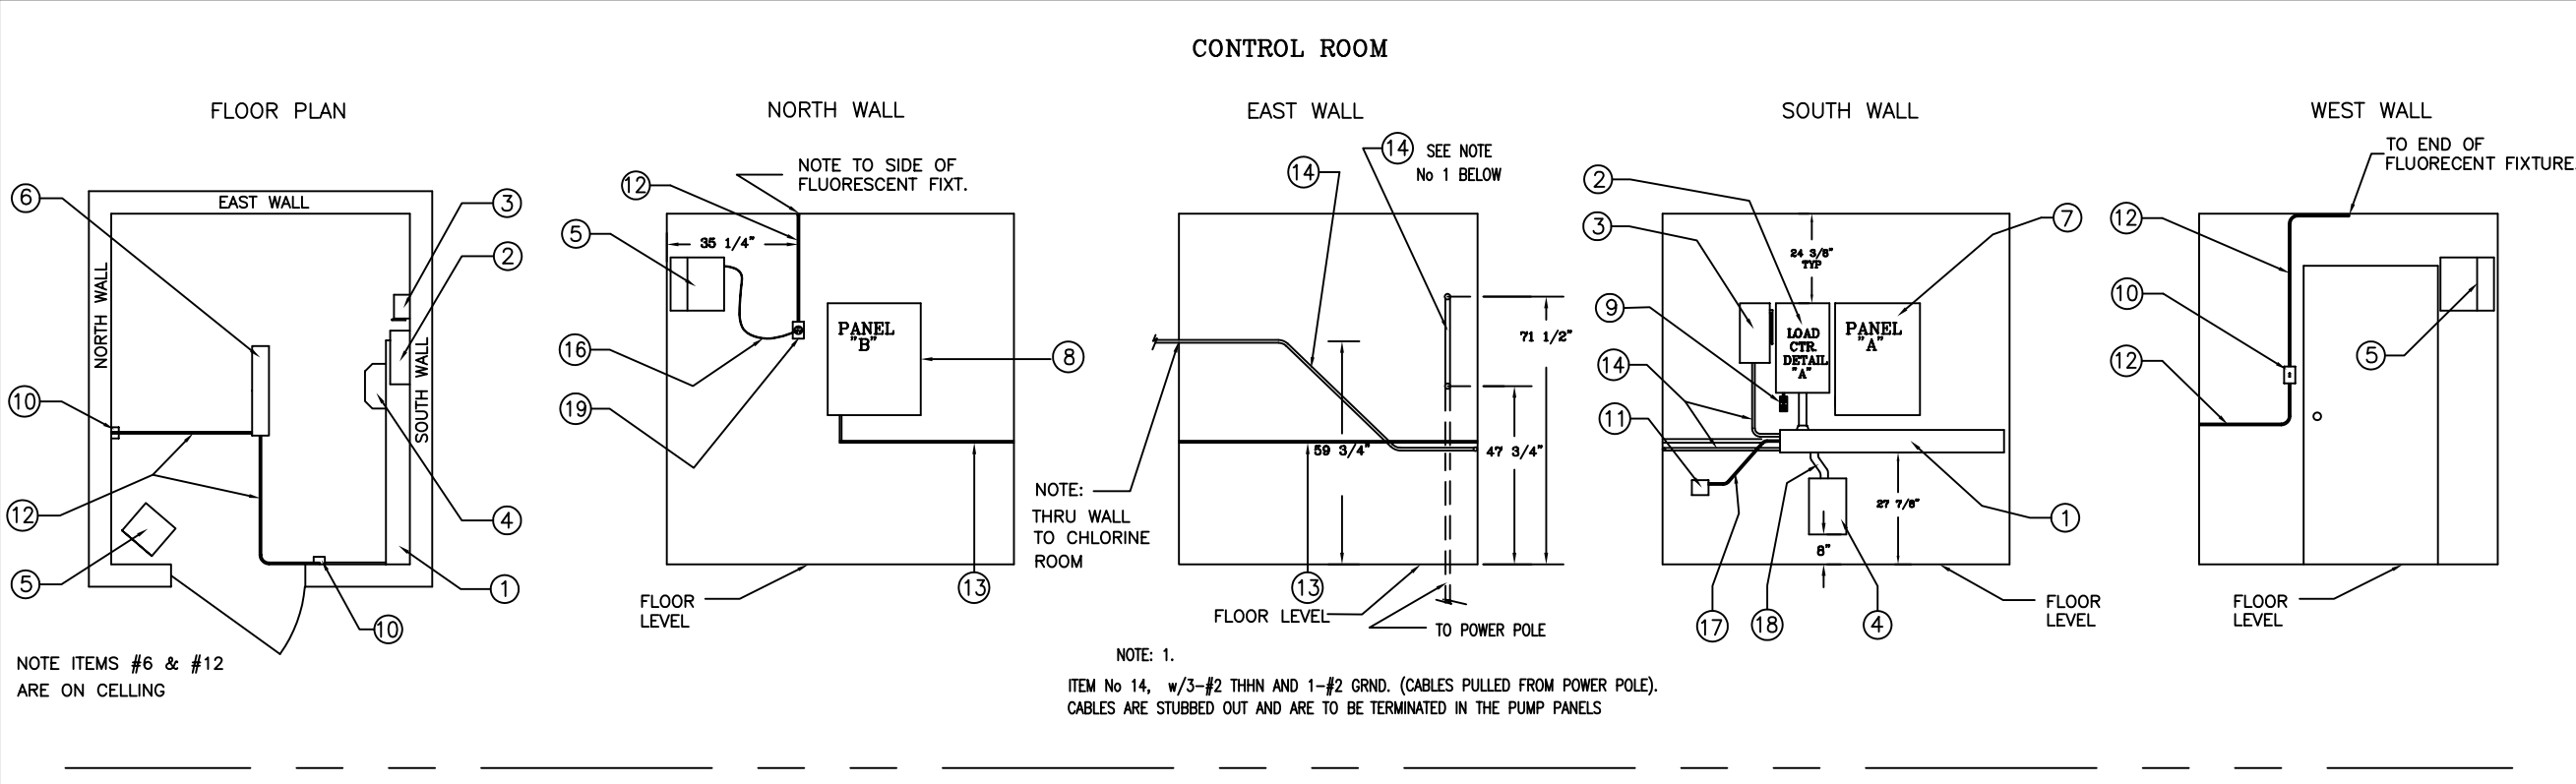 CONTROL ROOM
FLOOR PLAN
EAST WALL
NORTH WALL
SOUTH WALL
6
3
2
10
12
5
4
1
10
NOTE ITEMS #6 & #12
ARE ON CELLING
NORTH WALL
NOTE TO SIDE OF
FLUORESCENT FIXT.
12
5
35 1/4"
PANEL
"B"
16
8
19
13
FLOOR
LEVEL
EAST WALL
14
14
SEE NOTE
No 1 BELOW
71 1/2"
59 3/4"
47 3/4"
NOTE:
THRU WALL
TO CHLORINE
ROOM
13
FLOOR LEVEL
TO POWER POLE
NOTE: 1.
ITEM No 14, w/3-#2 THHN AND 1-#2 GRND. (CABLES PULLED FROM POWER POLE).
CABLES ARE STUBBED OUT AND ARE TO BE TERMINATED IN THE PUMP PANELS
SOUTH WALL
2
3
7
24 3/8"
TYP
9
LOAD
CTR.
DETAIL
"A"
PANEL
"A"
14
11
27 7/8"
1
8"
17
18
4
FLOOR
LEVEL
WEST WALL
TO END OF
FLUORECENT FIXTURE.
12
10
5
12
FLOOR
LEVEL